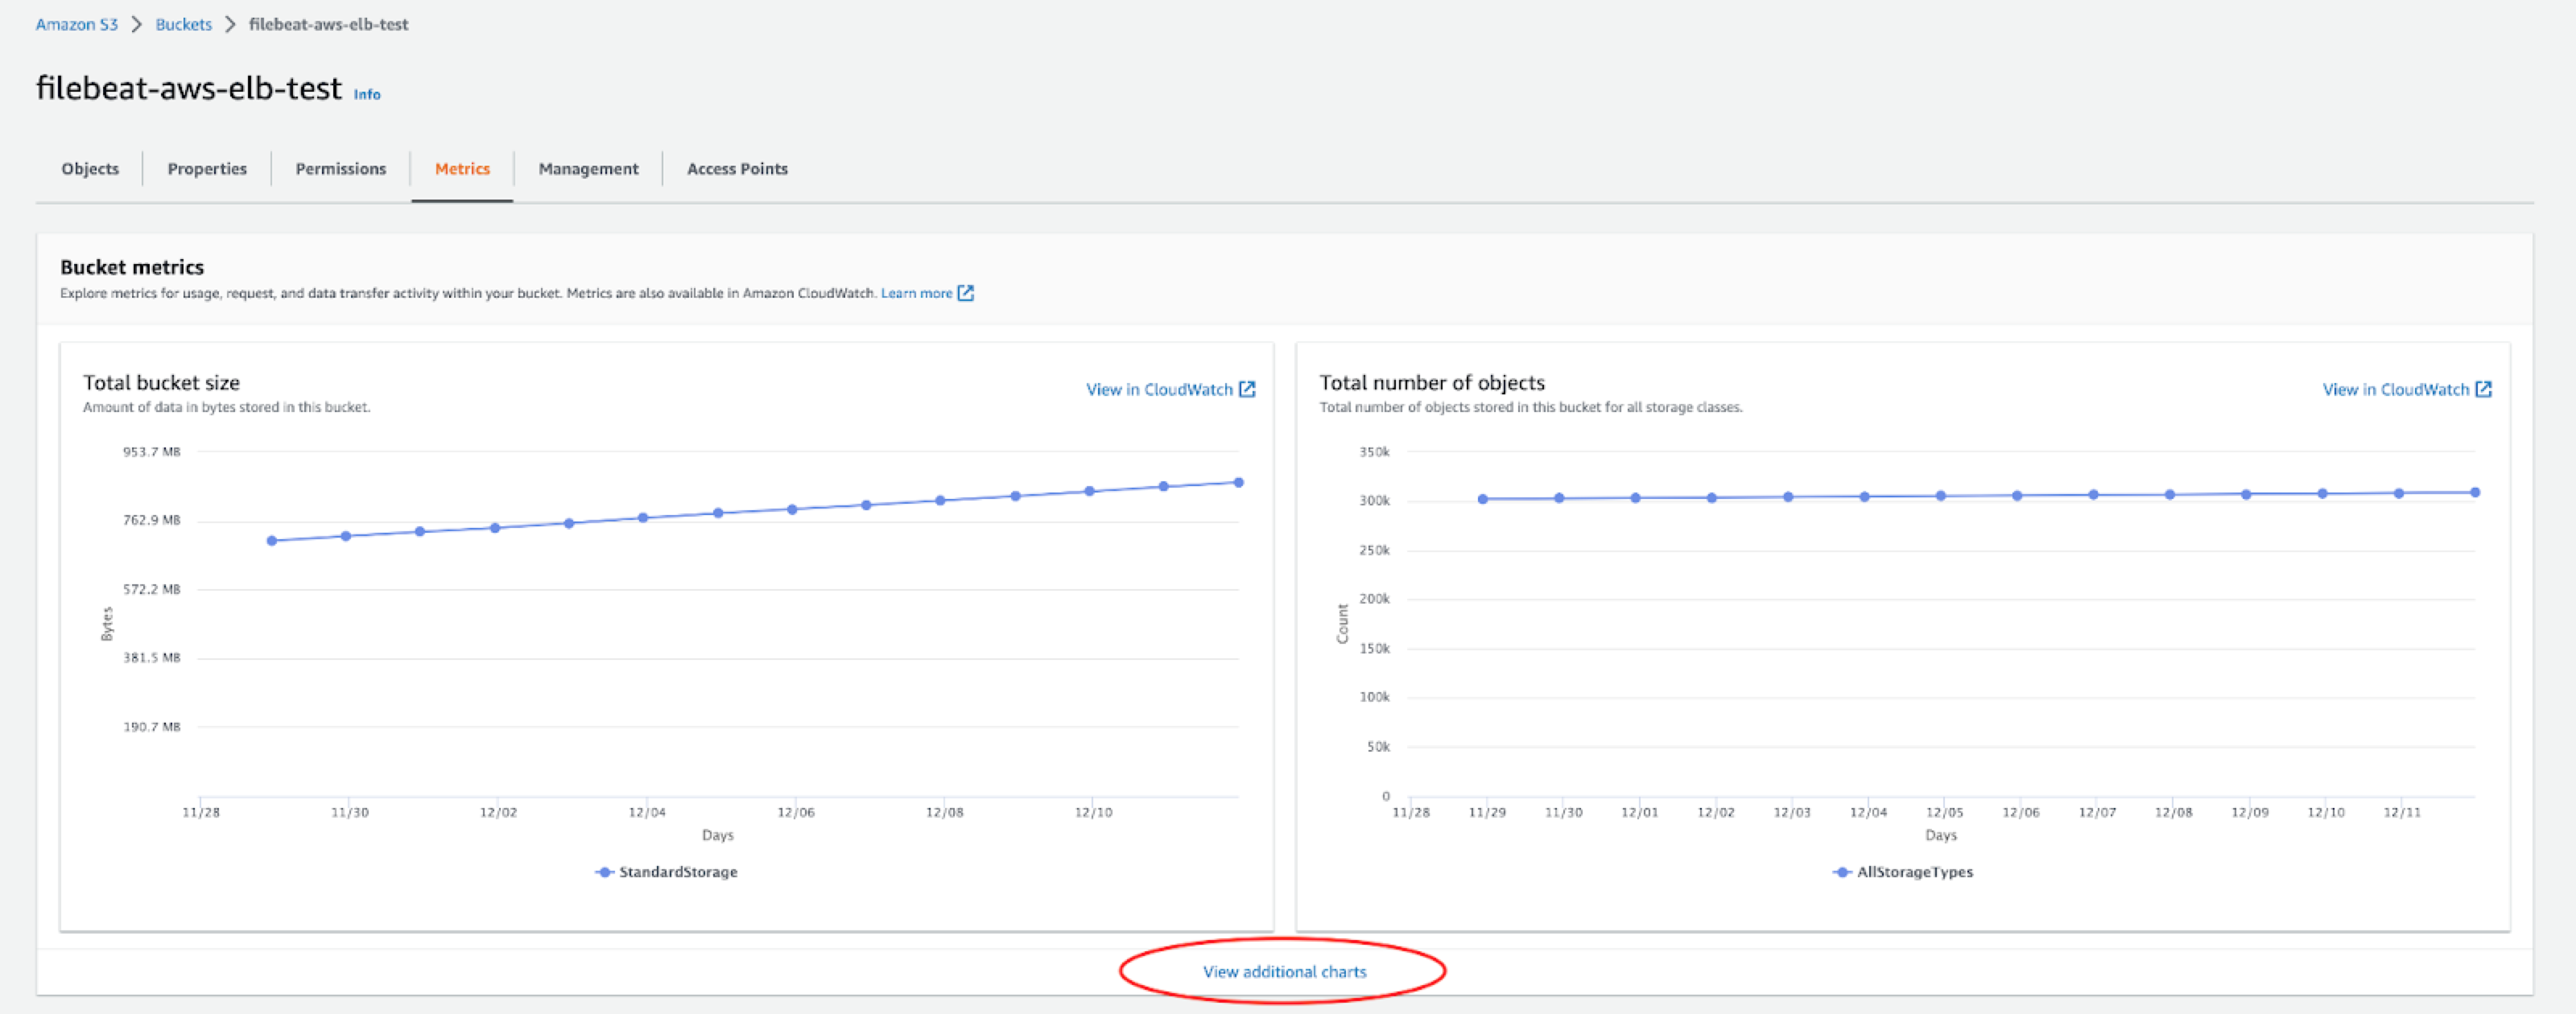 Amazon S3 > Buckets > filebeat-aws-elb-test
filebeat-aws-elb-test Info
Objects Properties Permissions Metrics Management Access Points
Bucket metrics
Explore metrics for usage, request, and data transfer activity within your bucket. Metrics are also available in Amazon CloudWatch. Learn more
Total bucket size
View in CloudWatch
Amount of data in bytes stored in this bucket.
953.7 MB
762.9 MB
572.2 MB
381.5 MB
190.7 MB
Bytes
11/28 11/30 12/02 12/04 12/06 12/08 12/10
Days
StandardStorage
Total number of objects
View in CloudWatch
Total number of objects stored in this bucket for all storage classes.
350k
300k
250k
200k
150k
100k
50k
0
Count
11/28 11/29 11/30 12/01 12/02 12/03 12/04 12/05 12/06 12/07 12/08 12/09 12/10 12/11
Days
AllStorageTypes
View additional charts